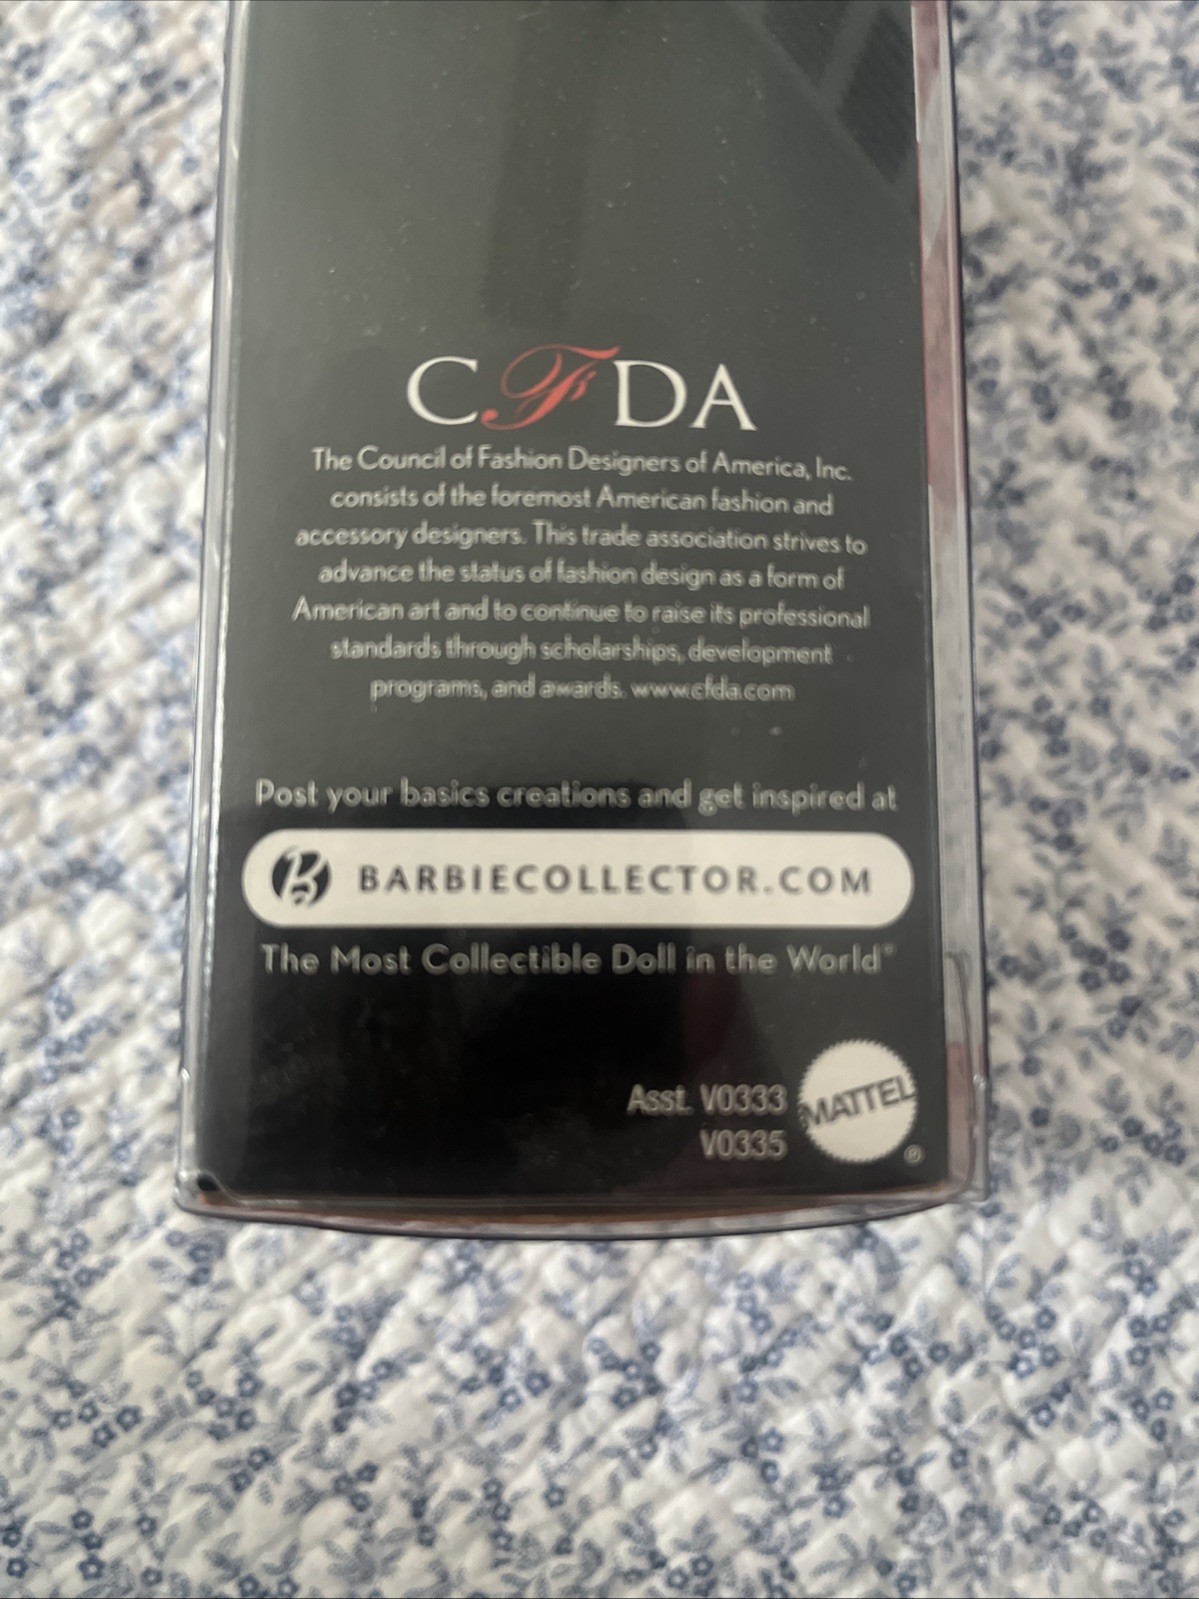 CFDA
The Council of Fashion Designers of America, Inc.
consists of the foremost American fashion and
accessory designers. This trade association strives to
advance the status of fashion design as a form of
American art and to continue to raise its professional
standards through scholarships, development
programs, and awards. www.cfda.com
Post your basics creations and get inspired at
B BARBIECOLLECTOR.COM
The Most Collectible Doll in the World®
Asst. V0333
V0335
MATTEL®